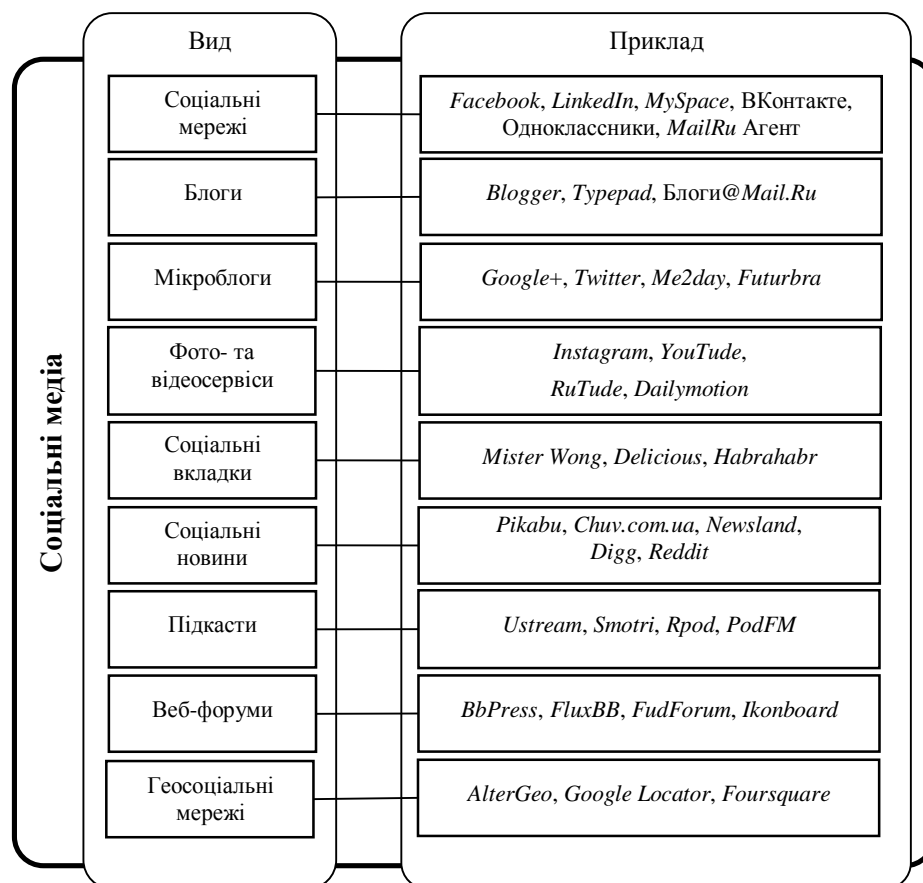 Вид
Приклад
Соціальні медіа
Соціальні
мережі
Facebook, LinkedIn, MySpace, ВКонтакте,
Одноклассники, MailRu Агент
Блоги
Blogger, Typepad, Блоги@Mail.Ru
Мікроблоги
Google+, Twitter, Me2day, Futurbra
Фото- та
відеосервіси
Instagram, YouTude,
RuTude, Dailymotion
Соціальні
вкладки
Mister Wong, Delicious, Habrahabr
Соціальні
новини
Pikabu, Chuv.com.ua, Newsland,
Digg, Reddit
Підкасти
Ustream, Smotri, Rpod, PodFM
Веб-форуми
BbPress, FluxBB, FudForum, Ikonboard
Геосоціальні
мережі
AlterGeo, Google Locator, Foursquare